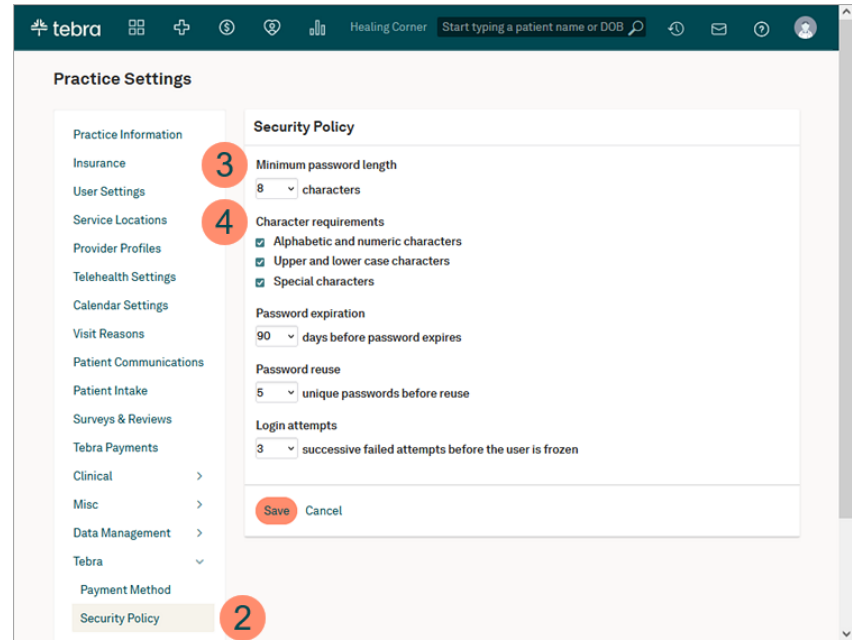 tebra
Healing Corner
Start typing a patient name or DOB
Practice Settings
Practice Information
Insurance
User Settings
Service Locations
Provider Profiles
Telehealth Settings
Calendar Settings
Visit Reasons
Patient Communications
Patient Intake
Surveys & Reviews
Tebra Payments
Clinical
Misc
Data Management
Tebra
Payment Method
Security Policy
2
Security Policy
3
Minimum password length
8 characters
4
Character requirements
Alphabetic and numeric characters
Upper and lower case characters
Special characters
Password expiration
90 days before password expires
Password reuse
5 unique passwords before reuse
Login attempts
3 successive failed attempts before the user is frozen
Save Cancel